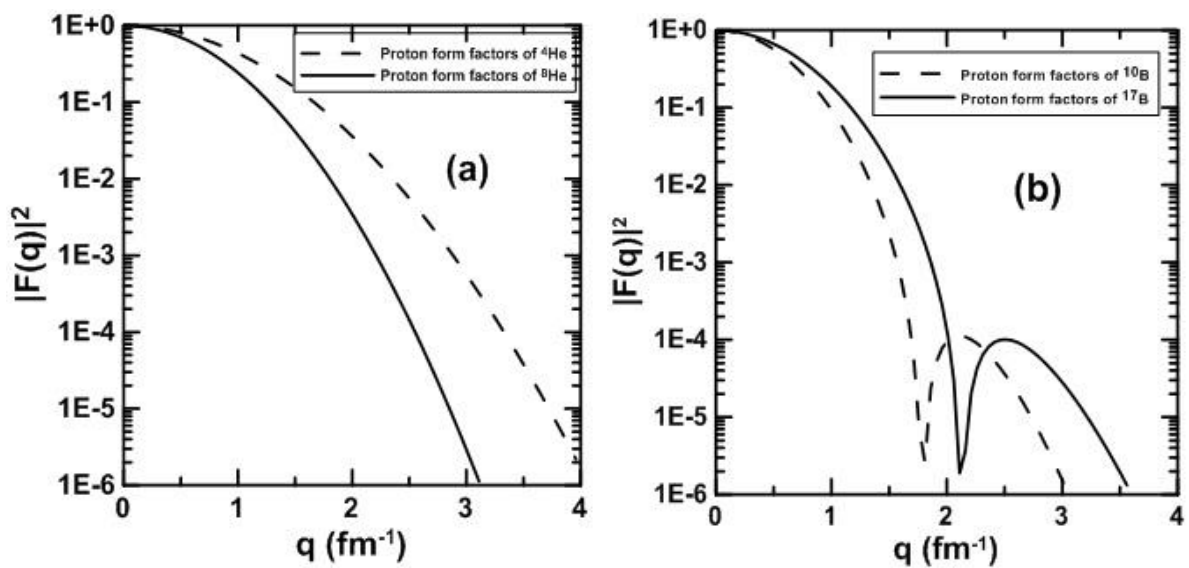 1E+0
1E-1
1E-2
1E-3
1E-4
1E-5
1E-6
|F(q)|²
Proton form factors of ⁴He
Proton form factors of ⁸He
(a)
0 1 2 3 4
q (fm⁻¹)
1E+0
1E-1
1E-2
1E-3
1E-4
1E-5
1E-6
|F(q)|²
Proton form factors of ¹⁰B
Proton form factors of ¹⁷B
(b)
0 1 2 3 4
q (fm⁻¹)